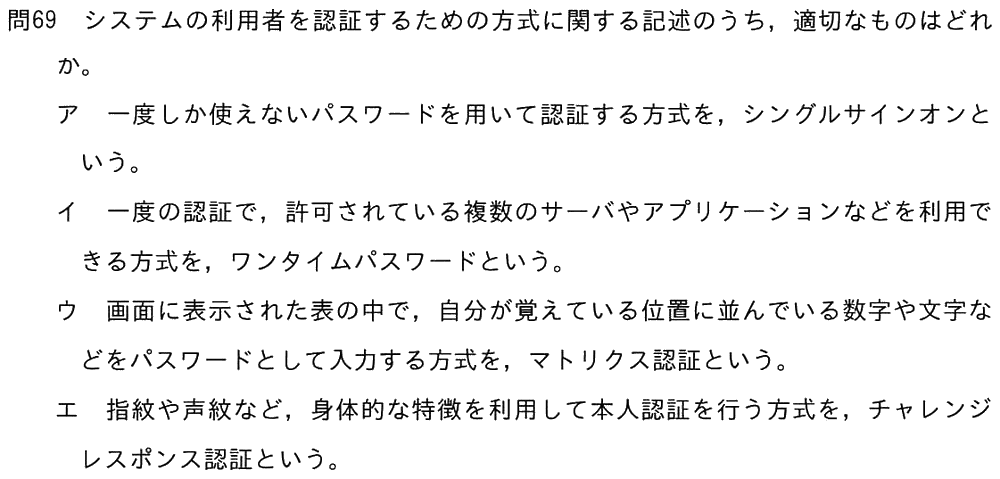 問69 システムの利用者を認証するための方式に関する記述のうち，適切なものはどれ
か。
ア 一度しか使えないパスワードを用いて認証する方式を，シングルサインオンと
いう。
イ 一度の認証で，許可されている複数のサーバやアプリケーションなどを利用で
きる方式を，ワンタイムパスワードという。
ウ 画面に表示された表の中で，自分が覚えている位置に並んでいる数字や文字な
どをパスワードとして入力する方式を，マトリクス認証という。
エ 指紋や声紋など，身体的な特徴を利用して本人認証を行う方式を，チャレンジ
レスポンス認証という。